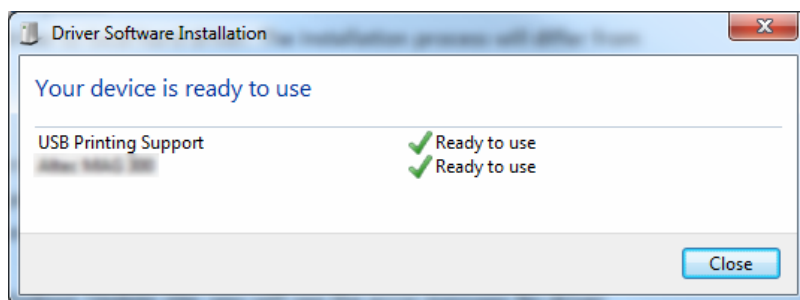 Driver Software Installation
Your device is ready to use
USB Printing Support Ready to use
Ready to use
Close